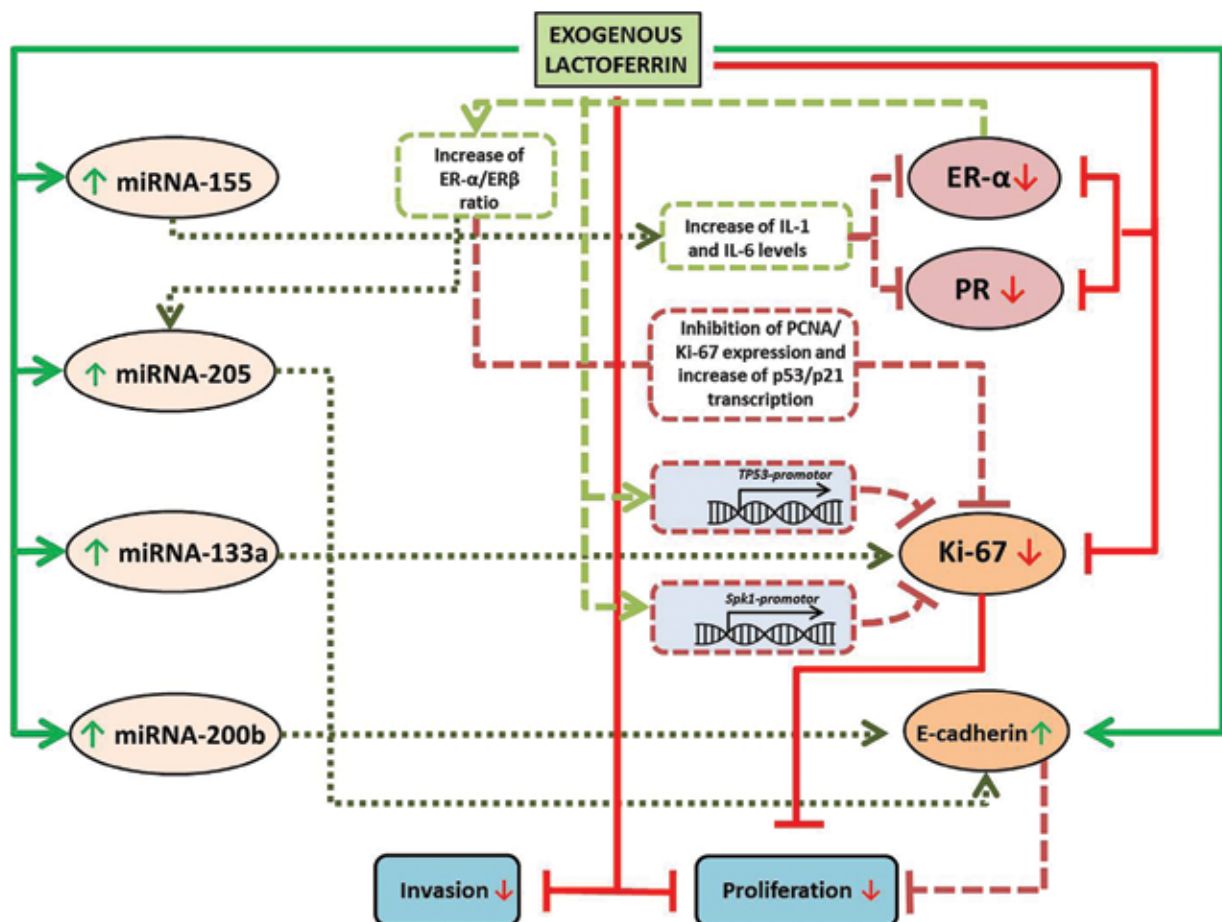 EXOGENOUS
LACTOFERRIN
Increase of
ER-α/ERβ
ratio
↑ miRNA-155
ER-α↓
Increase of IL-1
and IL-6 levels
PR ↓
Inhibition of PCNA/
Ki-67 expression and
increase of p53/p21
transcription
↑ miRNA-205
TP53-promotor
↑ miRNA-133a
Ki-67 ↓
Spk1-promotor
↑ miRNA-200b
E-cadherin↑
Invasion ↓
Proliferation ↓